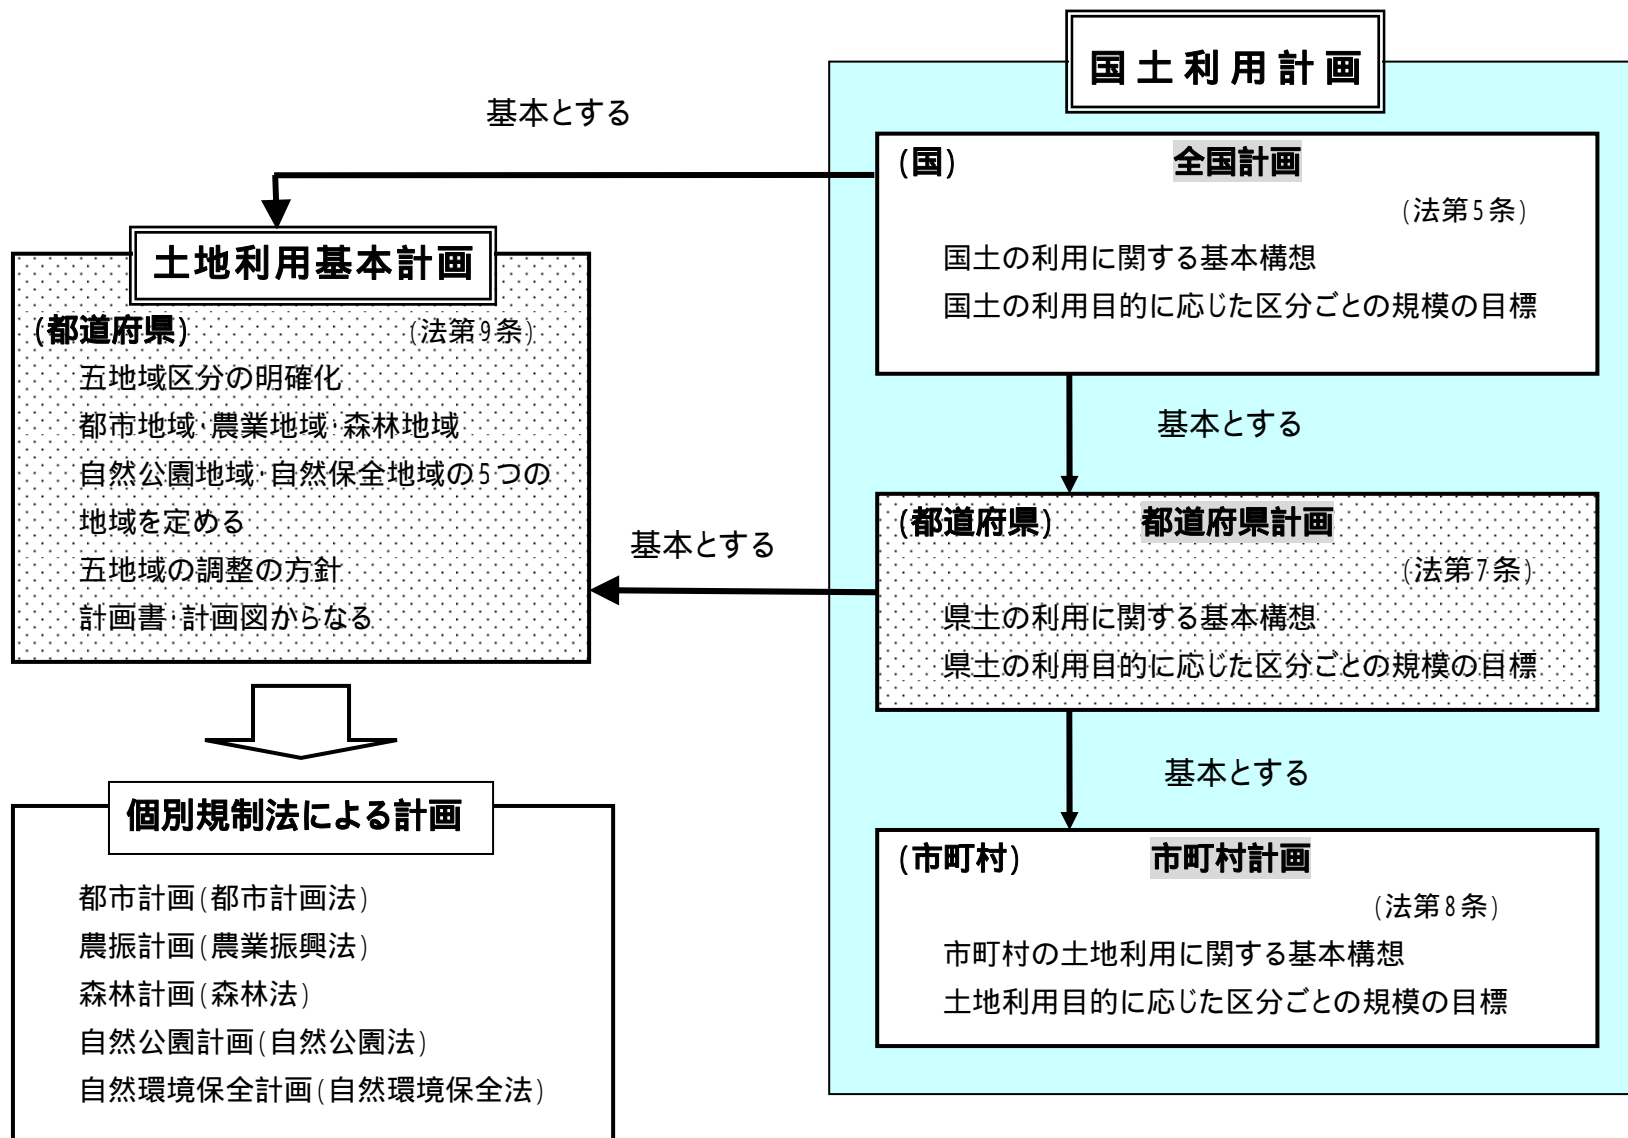 国土利用計画
基本とする
(国) 全国計画
(法第5条)
国土の利用に関する基本構想
国土の利用目的に応じた区分ごとの規模の目標
基本とする
(都道府県) 都道府県計画
(法第7条)
県土の利用に関する基本構想
県土の利用目的に応じた区分ごとの規模の目標
基本とする
(市町村) 市町村計画
(法第8条)
市町村の土地利用に関する基本構想
土地利用目的に応じた区分ごとの規模の目標
基本とする
土地利用基本計画
(都道府県) (法第9条)
五地域区分の明確化
都市地域・農業地域・森林地域
自然公園地域・自然保全地域の5つの
地域を定める
五地域の調整の方針
計画書・計画図からなる
個別規制法による計画
都市計画(都市計画法)
農振計画(農業振興法)
森林計画(森林法)
自然公園計画(自然公園法)
自然環境保全計画(自然環境保全法)